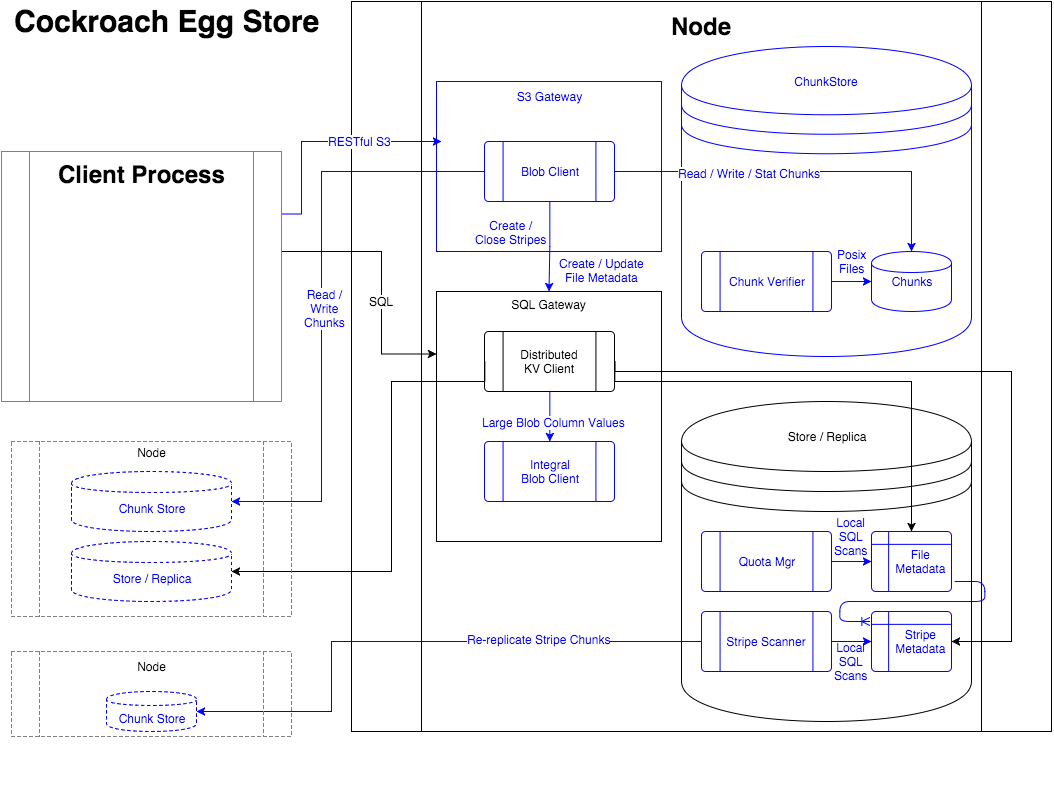 Cockroach Egg Store
Node
ChunkStore
S3 Gateway
RESTful S3
Client Process
Blob Client
Read / Write / Stat Chunks
Create /
Close Stripes
Create / Update
File Metadata
Posix
Files
Chunk Verifier
Chunks
Read /
Write
Chunks
SQL
SQL Gateway
Distributed
KV Client
Large Blob Column Values
Integral
Blob Client
Store / Replica
Node
Chunk Store
Store / Replica
Local
SQL
Scans
Quota Mgr
File
Metadata
Re-replicate Stripe Chunks
Stripe Scanner
Stripe
Metadata
Local
SQL
Scans
Node
Chunk Store